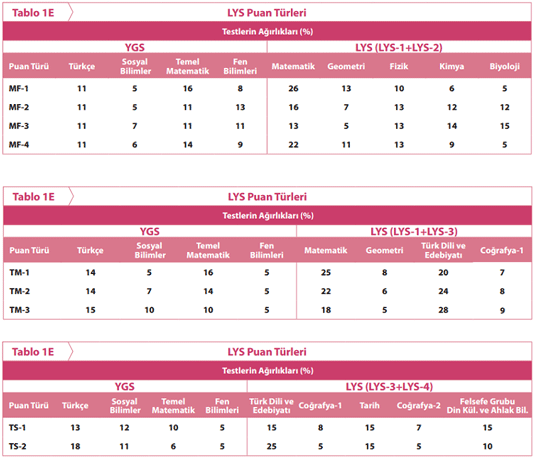 Tablo 1E LYS Puan Türleri
Testlerin Ağırlıkları (%)
YGS LYS (LYS-1+LYS-2)
Puan Türü Türkçe Sosyal Bilimler Temel Matematik Fen Bilimleri Matematik Geometri Fizik Kimya Biyoloji
MF-1 11 5 16 8 26 13 10 6 5
MF-2 11 5 11 13 16 7 13 12 12
MF-3 11 7 11 11 13 5 13 14 15
MF-4 11 6 14 9 22 11 13 9 5
Tablo 1E LYS Puan Türleri
Testlerin Ağırlıkları (%)
YGS LYS (LYS-1+LYS-3)
Puan Türü Türkçe Sosyal Bilimler Temel Matematik Fen Bilimleri Matematik Geometri Türk Dili ve Edebiyatı Coğrafya-1
TM-1 14 5 16 5 25 8 20 7
TM-2 14 7 14 5 22 6 24 8
TM-3 15 10 10 5 18 5 28 9
Tablo 1E LYS Puan Türleri
Testlerin Ağırlıkları (%)
YGS LYS (LYS-3+LYS-4)
Puan Türü Türkçe Sosyal Bilimler Temel Matematik Fen Bilimleri Türk Dili ve Edebiyatı Coğrafya-1 Tarih Coğrafya-2 Felsefe Grubu Din Kül. ve Ahlak Bil.
TS-1 13 12 10 5 15 8 15 7 15
TS-2 18 11 6 5 25 5 15 5 10